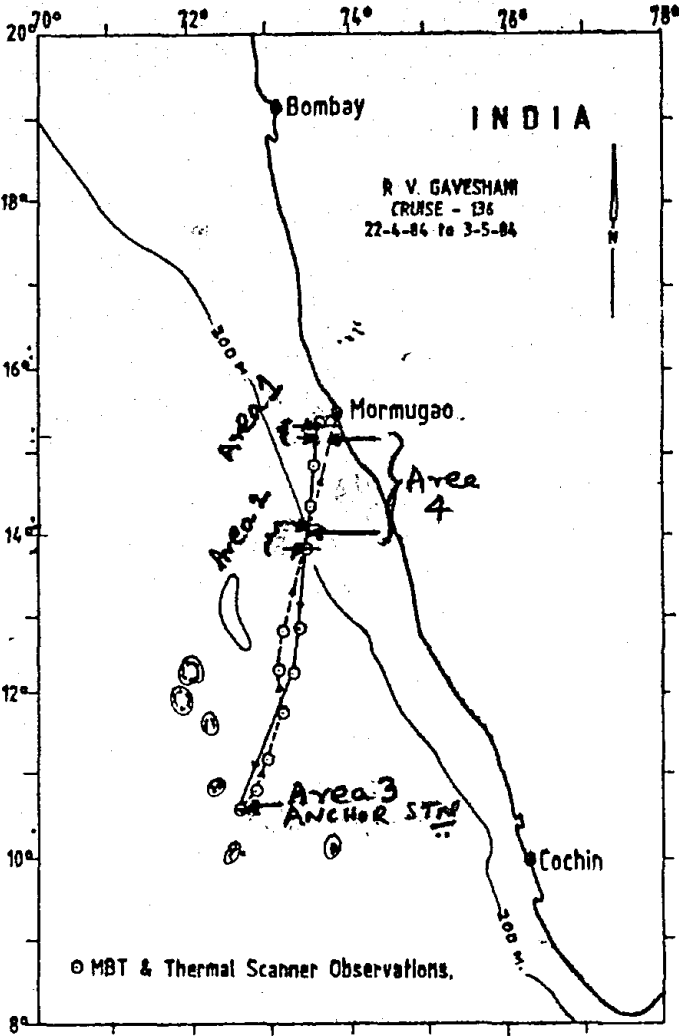 70° 72° 74° 76° 78°
20°
Bombay
INDIA
R V. GAVESHANI
CRUISE - 136
22-4-84 to 3-5-84
18°
N
200 M.
16°
Area 1
Mormugao.
Area
4
Area 2
14°
12°
Area 3
ANCHOR STN
10°
Cochin
200 M.
MBT & Thermal Scanner Observations.
8°